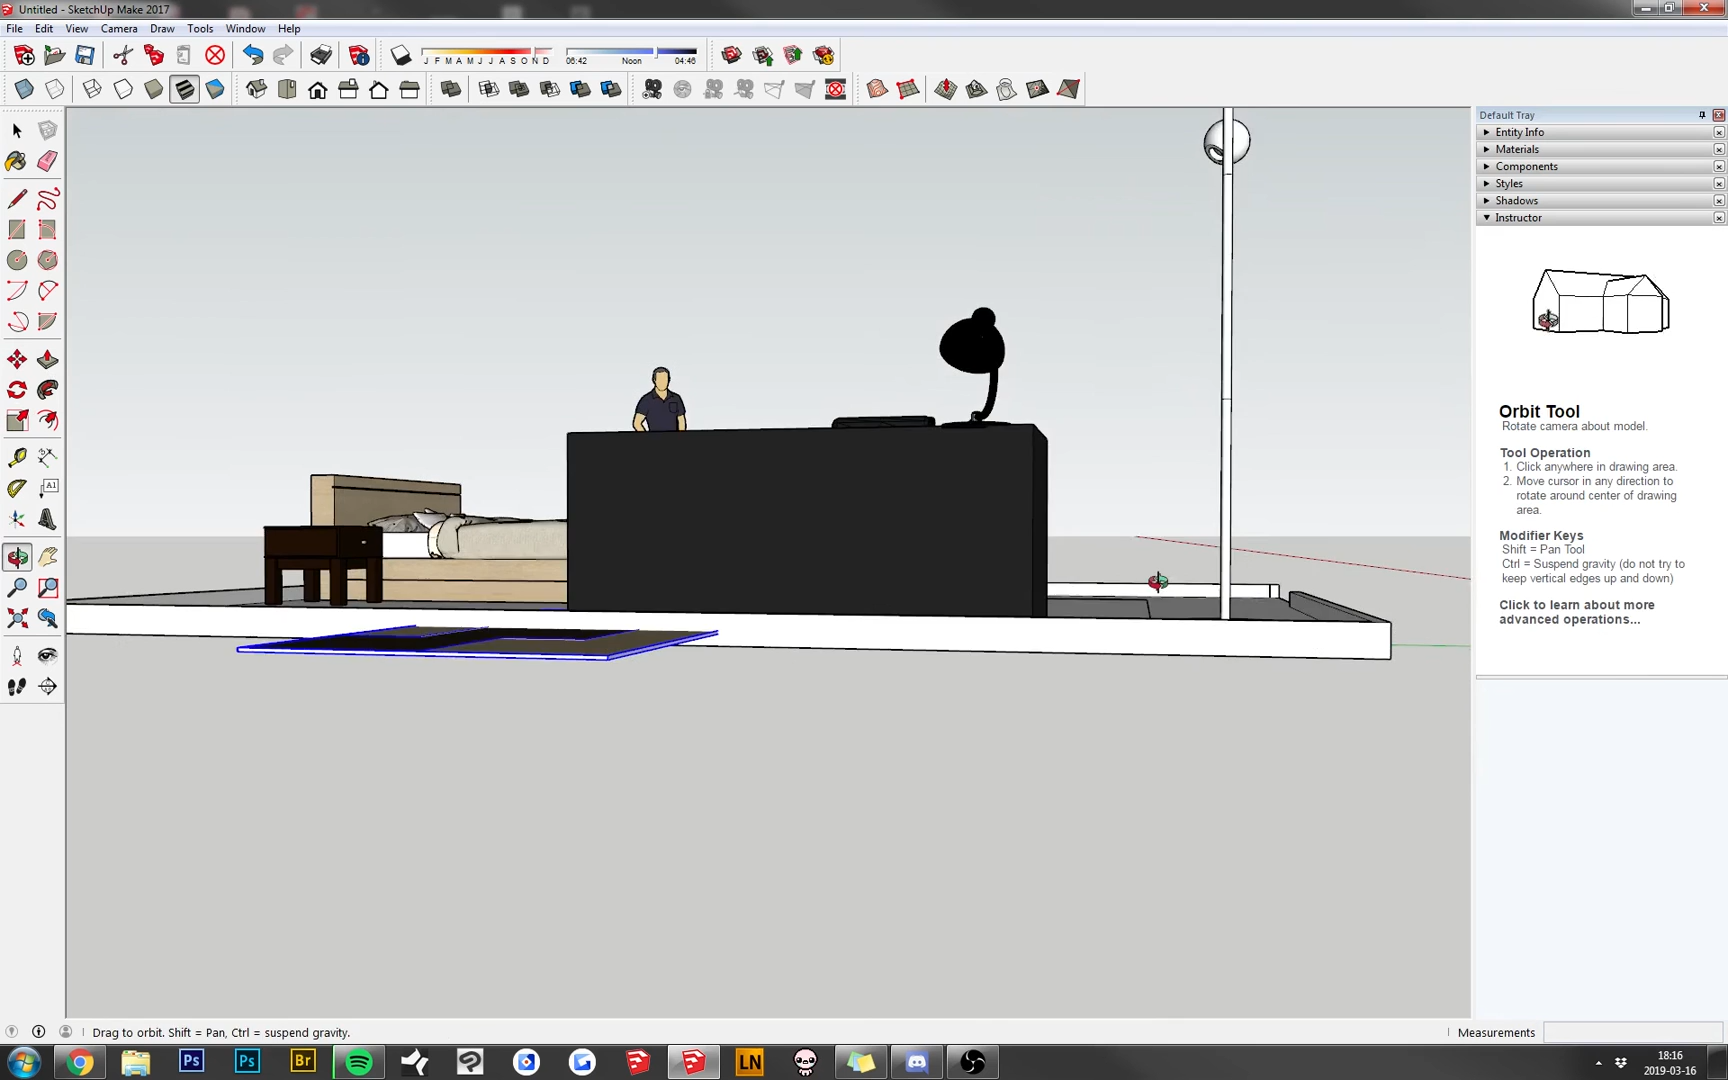 Untitled - SketchUp Make 2017
File Edit View Camera Draw Tools Window Help
J F M A M J J A S O N D
06:42 Noon 04:46
Default Tray
Entity Info
Materials
Components
Styles
Shadows
Instructor
A1
Orbit Tool
Rotate camera about model.
Tool Operation
1. Click anywhere in drawing area.
2. Move cursor in any direction to
rotate around center of drawing
area.
Modifier Keys
Shift = Pan Tool
Ctrl = Suspend gravity (do not try to
keep vertical edges up and down)
Click to learn about more
advanced operations...
Drag to orbit. Shift = Pan, Ctrl = suspend gravity.
Measurements
Ps
Ps
Br
LN
18:16
2019-03-16